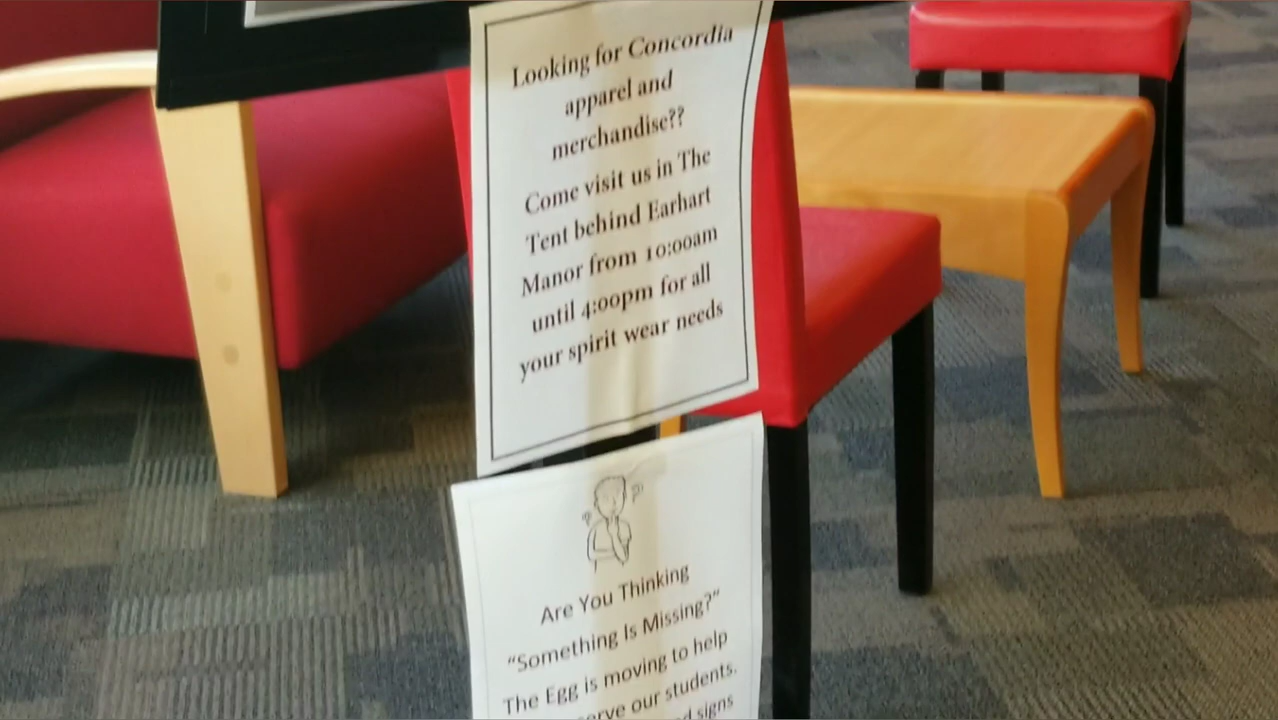 Looking for Concordia
apparel and
merchandise??
Come visit us in The
Tent behind Earhart
Manor from 10:00am
until 4:00pm for all
your spirit wear needs
Are You Thinking
"Something Is Missing?"
The Egg is moving to help
our students.
signs